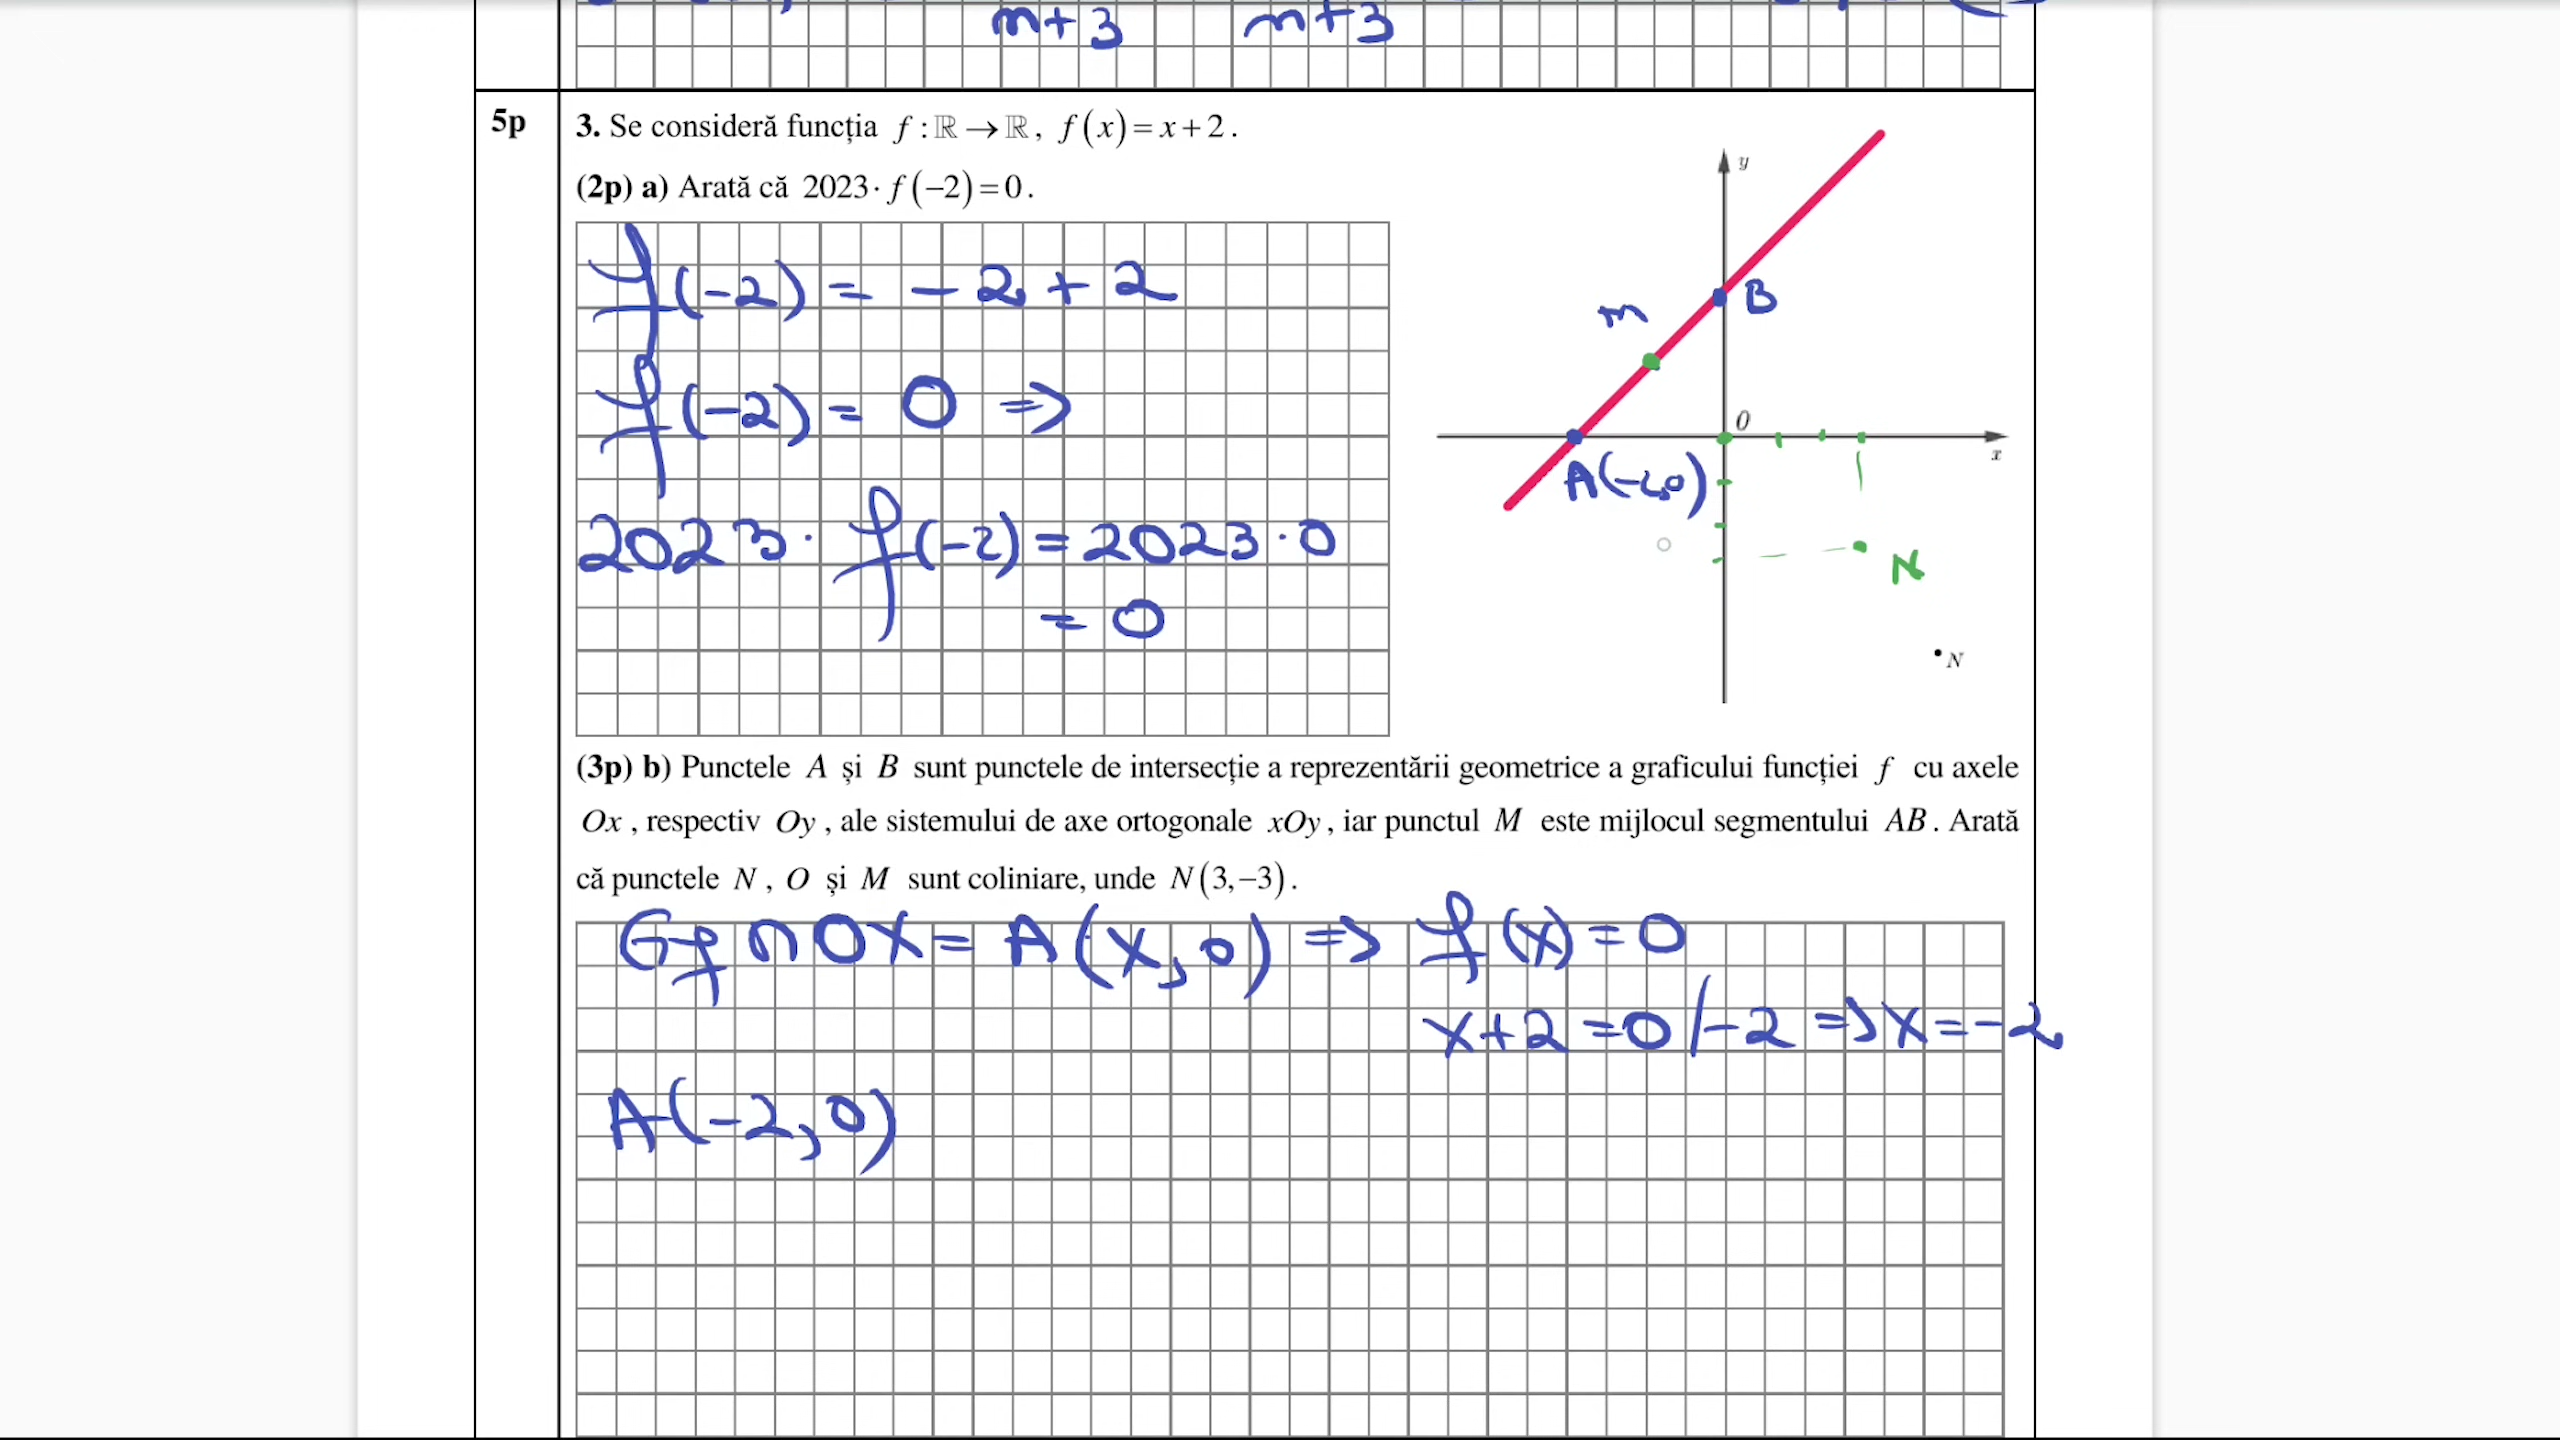 m+3 m+3
5p
3. Se consideră funcția f : ℝ → ℝ, f(x) = x + 2.
(2p) a) Arată că 2023 · f(−2) = 0.
f(-2) = -2 + 2
f(-2) = 0 =>
2023 · f(-2) = 2023 · 0
= 0
y
m
B
0
x
A(-2,0)
N
N
(3p) b) Punctele A și B sunt punctele de intersecție a reprezentării geometrice a graficului funcției f cu axele
Ox , respectiv Oy , ale sistemului de axe ortogonale xOy , iar punctul M este mijlocul segmentului AB . Arată
că punctele N , O și M sunt coliniare, unde N(3,−3).
Gf ∩ OX = A(x,0) => f(x) = 0
x+2 = 0 /-2 => x = -2
A(-2,0)